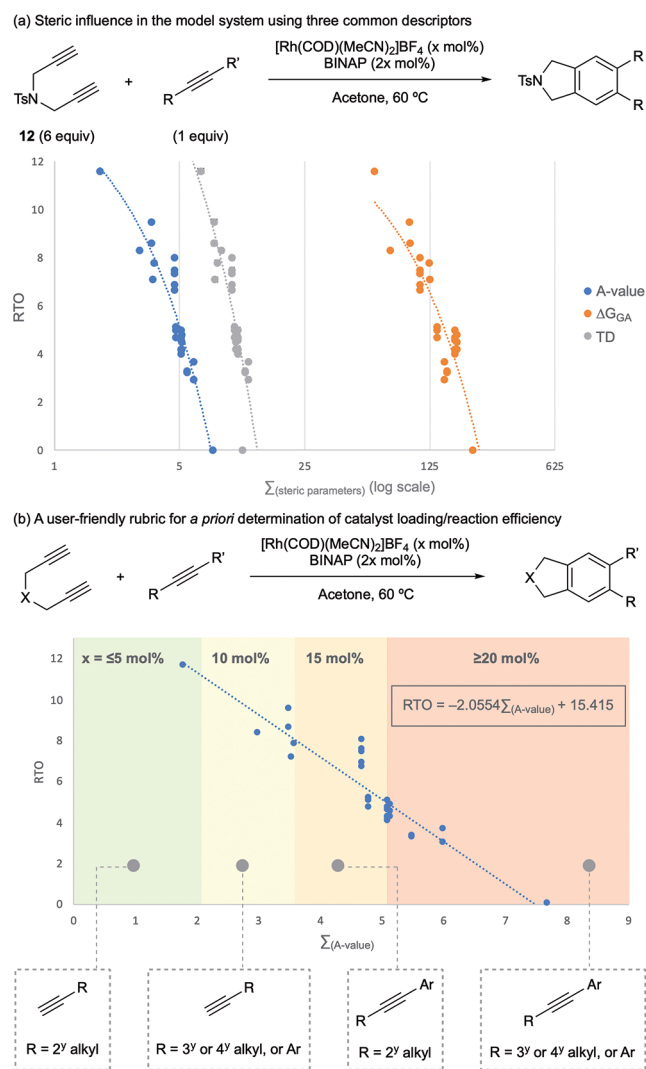 (a) Steric influence in the model system using three common descriptors
[Rh(COD)(MeCN)2]BF4 (x mol%)
BINAP (2x mol%)
Acetone, 60 ºC
TsN
+
R
R'
TsN
R
R
12 (6 equiv)
(1 equiv)
12
10
8
6
4
2
0
RTO
1
5
25
125
625
∑(steric parameters) (log scale)
A-value
ΔGGA
TD
(b) A user-friendly rubric for a priori determination of catalyst loading/reaction efficiency
[Rh(COD)(MeCN)2]BF4 (x mol%)
BINAP (2x mol%)
Acetone, 60 ºC
X
+
R
R'
X
R'
R
x = ≤5 mol%
10 mol%
15 mol%
≥20 mol%
RTO = –2.0554∑(A-value) + 15.415
12
10
8
6
4
2
0
RTO
0
1
2
3
4
5
6
7
8
9
∑(A-value)
R
R = 2y alkyl
R
R = 3y or 4y alkyl, or Ar
Ar
R
R = 2y alkyl
Ar
R
R = 3y or 4y alkyl, or Ar